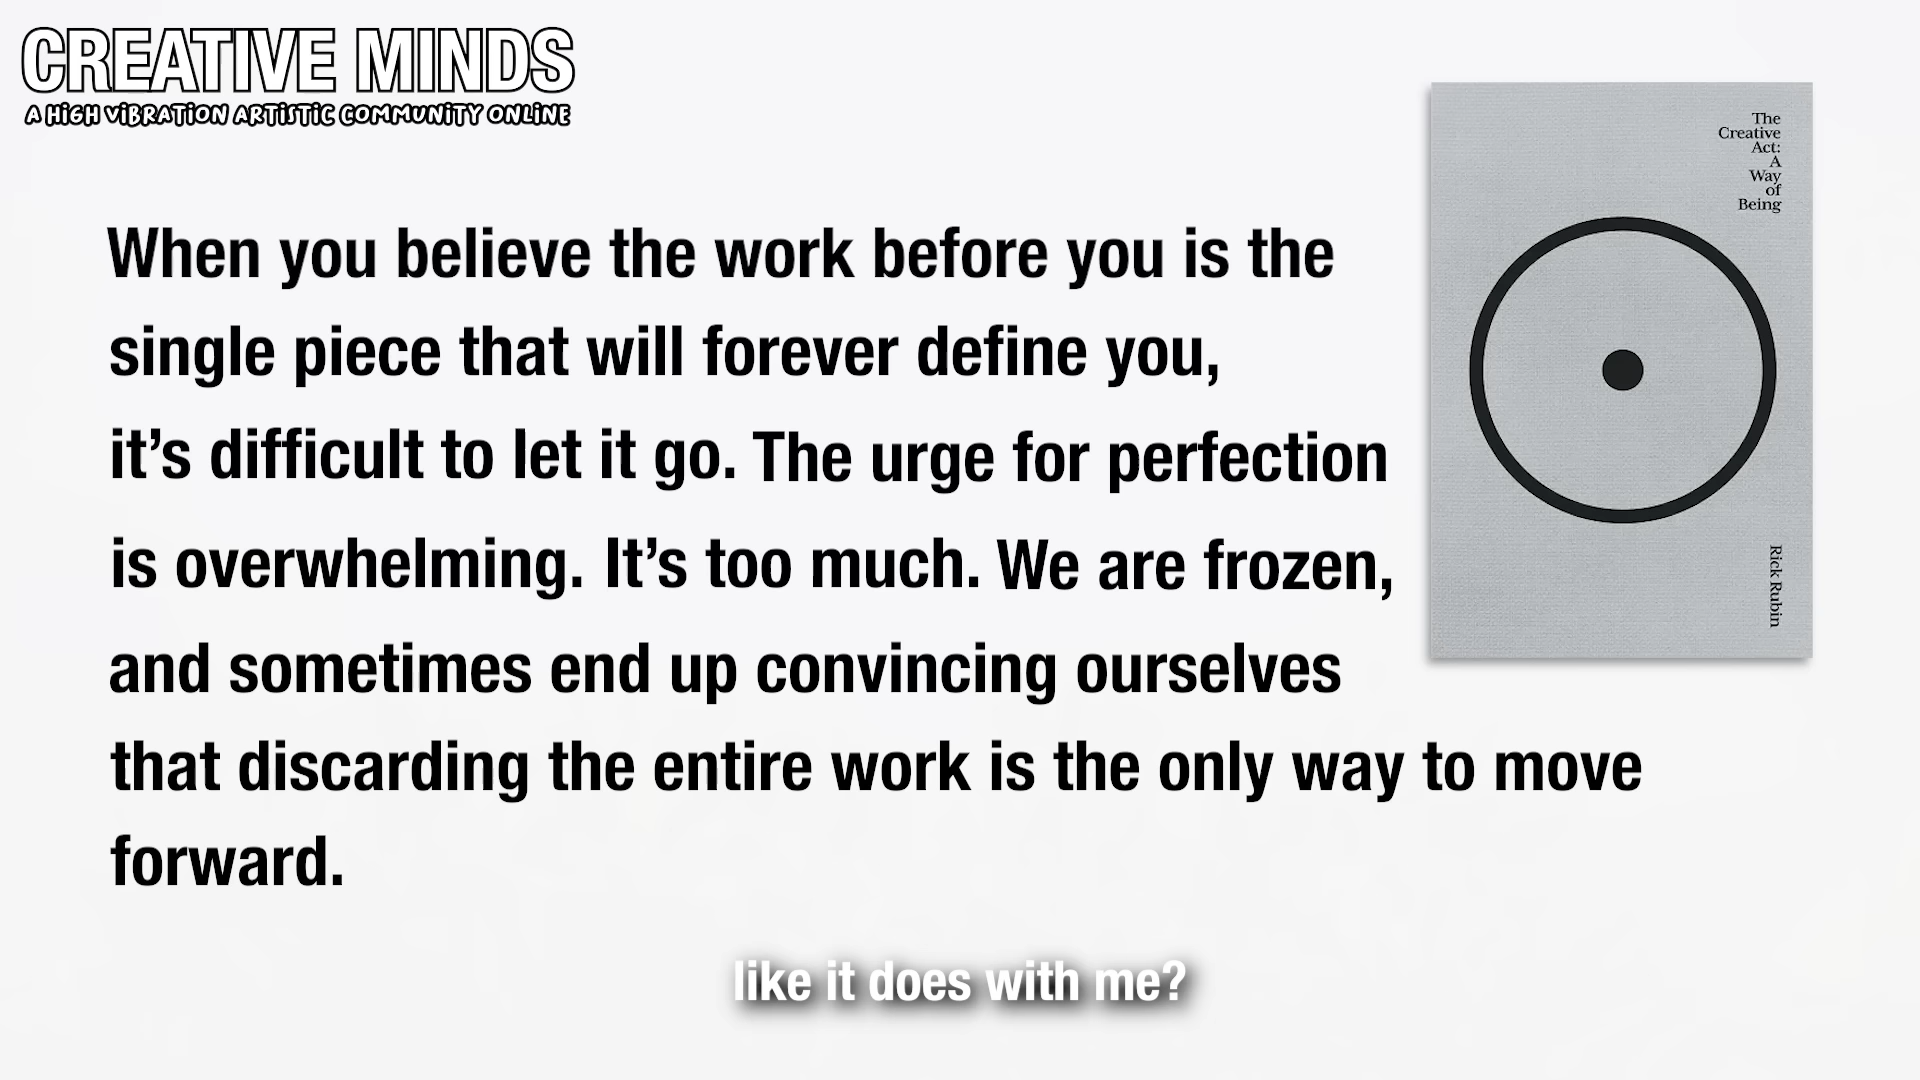 CREATIVE MINDS
A HiGH ViBRATiON ARTiSTiC COMMUNiTY ONLiNE
The
Creative
Act:
A
Way
of
Being
Rick Rubin
When you believe the work before you is the
single piece that will forever define you,
it’s difficult to let it go. The urge for perfection
is overwhelming. It’s too much. We are frozen,
and sometimes end up convincing ourselves
that discarding the entire work is the only way to move
forward.
like it does with me?